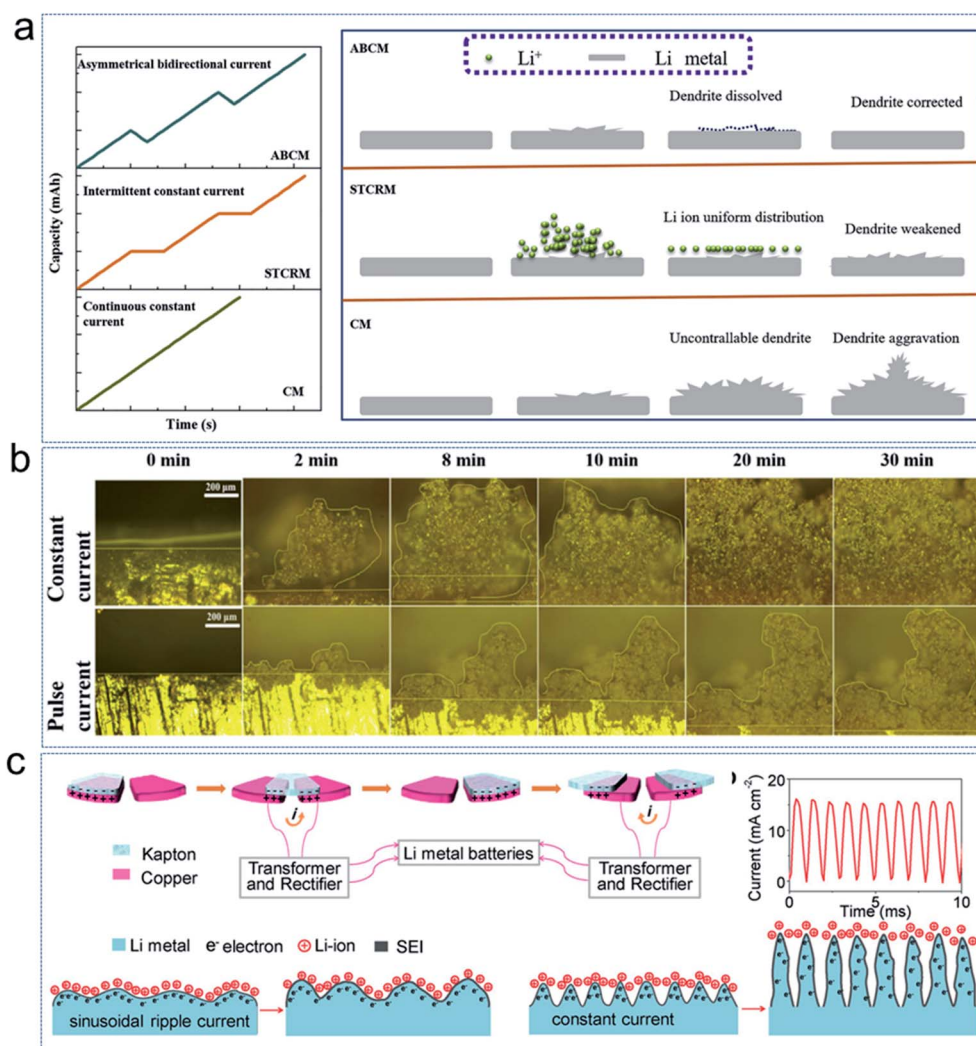 a
Asymmetrical bidirectional current
ABCM
Intermittent constant current
STCRM
Continuous constant
current
CM
Capacity (mAh)
Time (s)
ABCM
Li⁺ Li metal
Dendrite dissolved
Dendrite corrected
STCRM
Li ion uniform distribution
Dendrite weakened
CM
Uncontrollable dendrite
Dendrite aggravation
b
0 min 2 min 8 min 10 min 20 min 30 min
Constant
current
200 μm
Pulse
current
200 μm
c
i
i
Kapton
Copper
Transformer
and Rectifier
Li metal batteries
Transformer
and Rectifier
Current (mA cm⁻²)
20
15
10
5
0
0 5 10
Time (ms)
Li metal e⁻ electron Li-ion SEI
sinusoidal ripple current
constant current